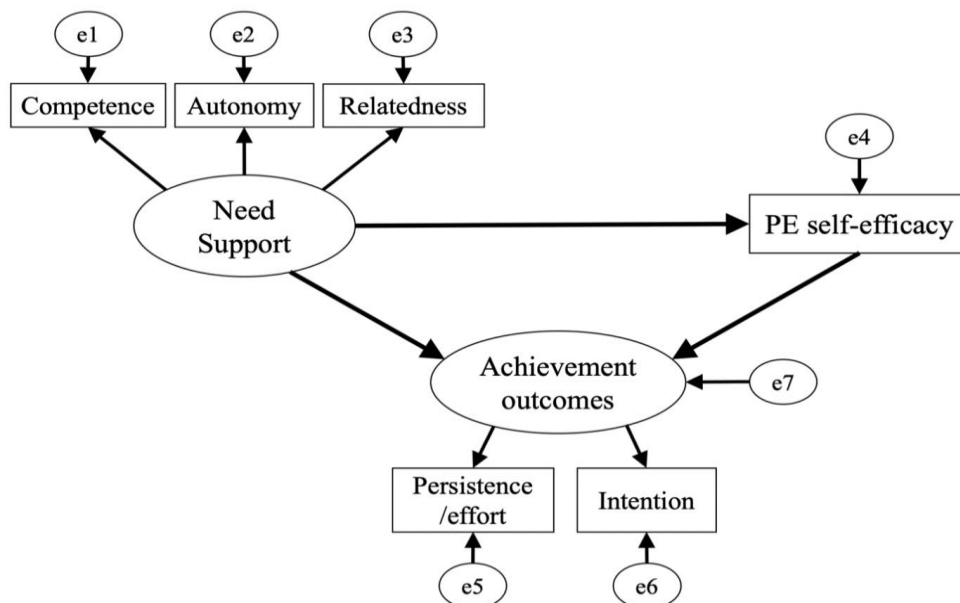 e1
e2
e3
Competence
Autonomy
Relatedness
e4
Need
Support
PE self-efficacy
Achievement
outcomes
e7
Persistence
/effort
Intention
e5
e6